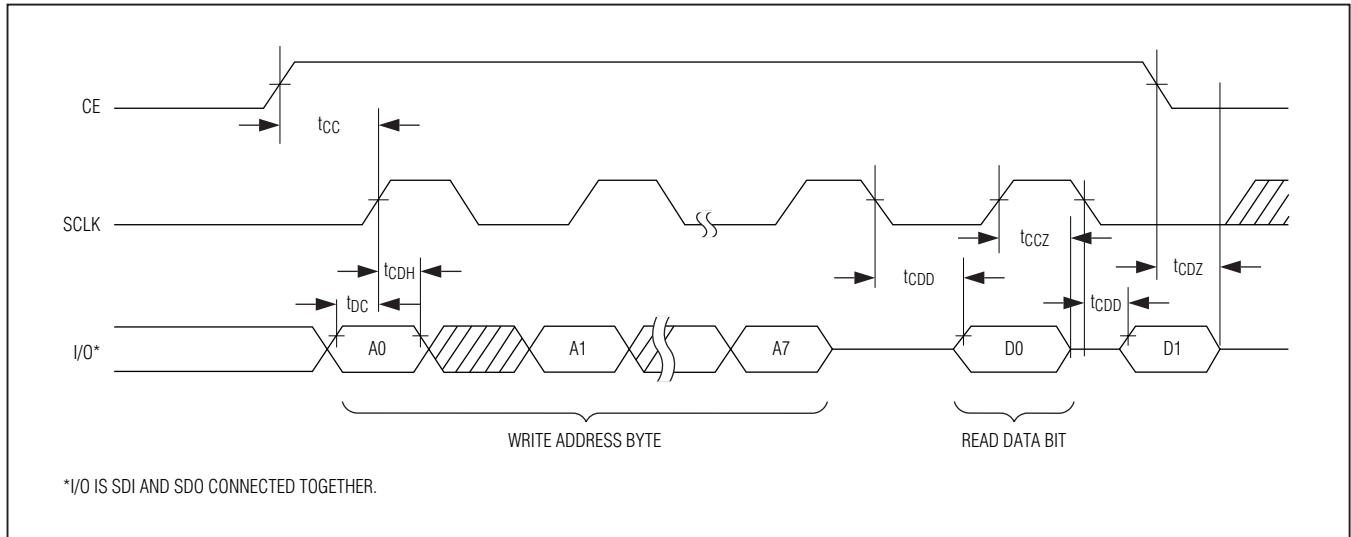 CE
tCC
SCLK
tCCZ
tCDH
tCDD
tCDZ
tDC
tCDD
I/O*
A0
A1
A7
D0
D1
WRITE ADDRESS BYTE
READ DATA BIT
*I/O IS SDI AND SDO CONNECTED TOGETHER.